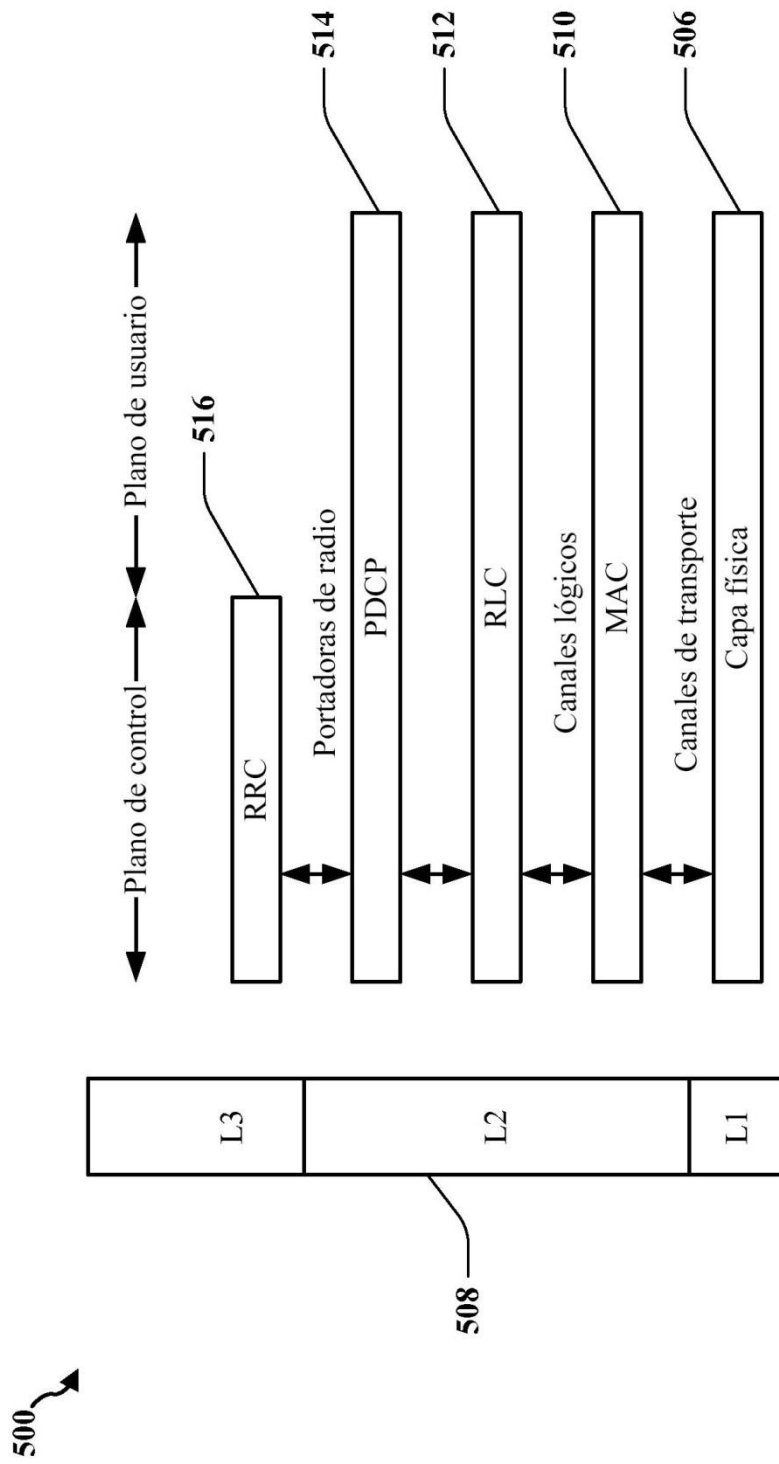 500
Plano de control
Plano de usuario
516
RRC
Portadoras de radio
514
PDCP
512
RLC
Canales lógicos
510
MAC
Canales de transporte
506
Capa física
L3
L2
L1
508